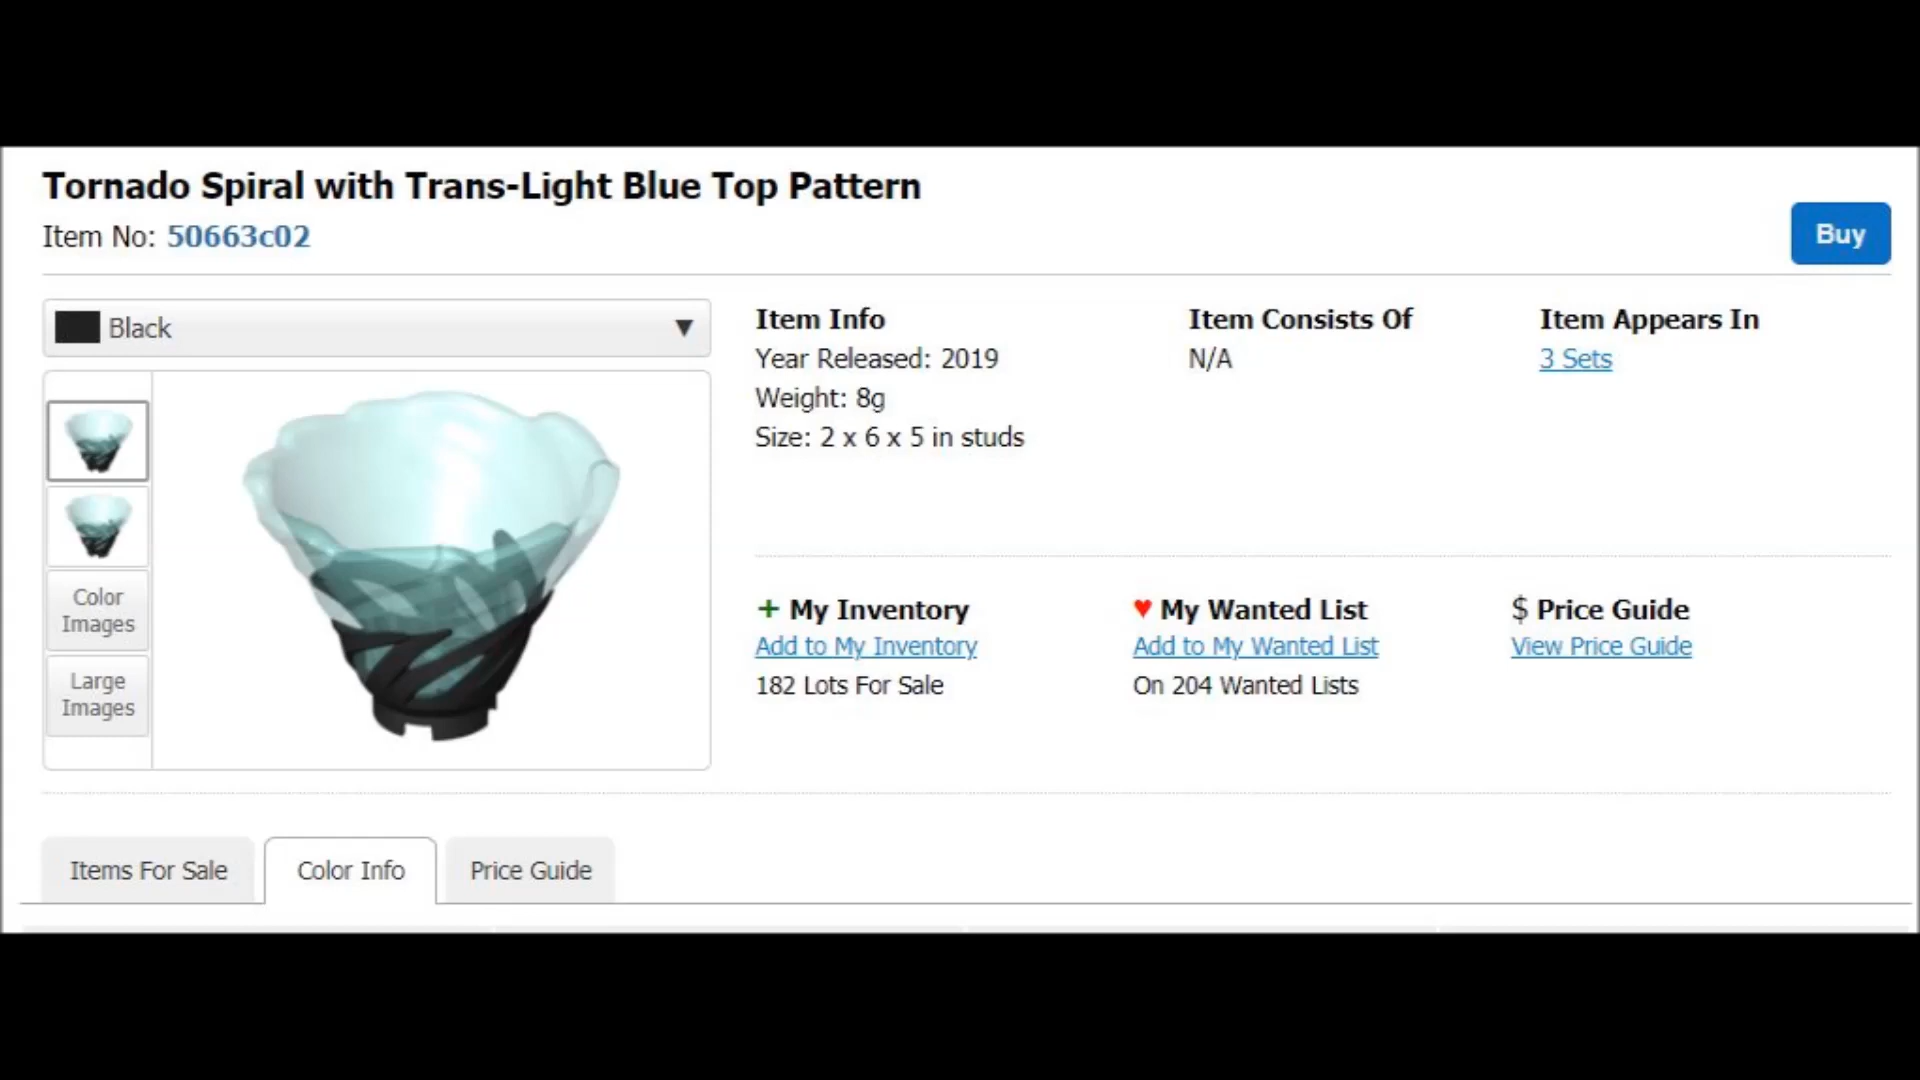 Tornado Spiral with Trans-Light Blue Top Pattern
Item No: 50663c02
Buy
Black
Color
Images
Large
Images
Item Info
Year Released: 2019
Weight: 8g
Size: 2 x 6 x 5 in studs
Item Consists Of
N/A
Item Appears In
3 Sets
+ My Inventory
Add to My Inventory
182 Lots For Sale
♥ My Wanted List
Add to My Wanted List
On 204 Wanted Lists
$ Price Guide
View Price Guide
Items For Sale
Color Info
Price Guide